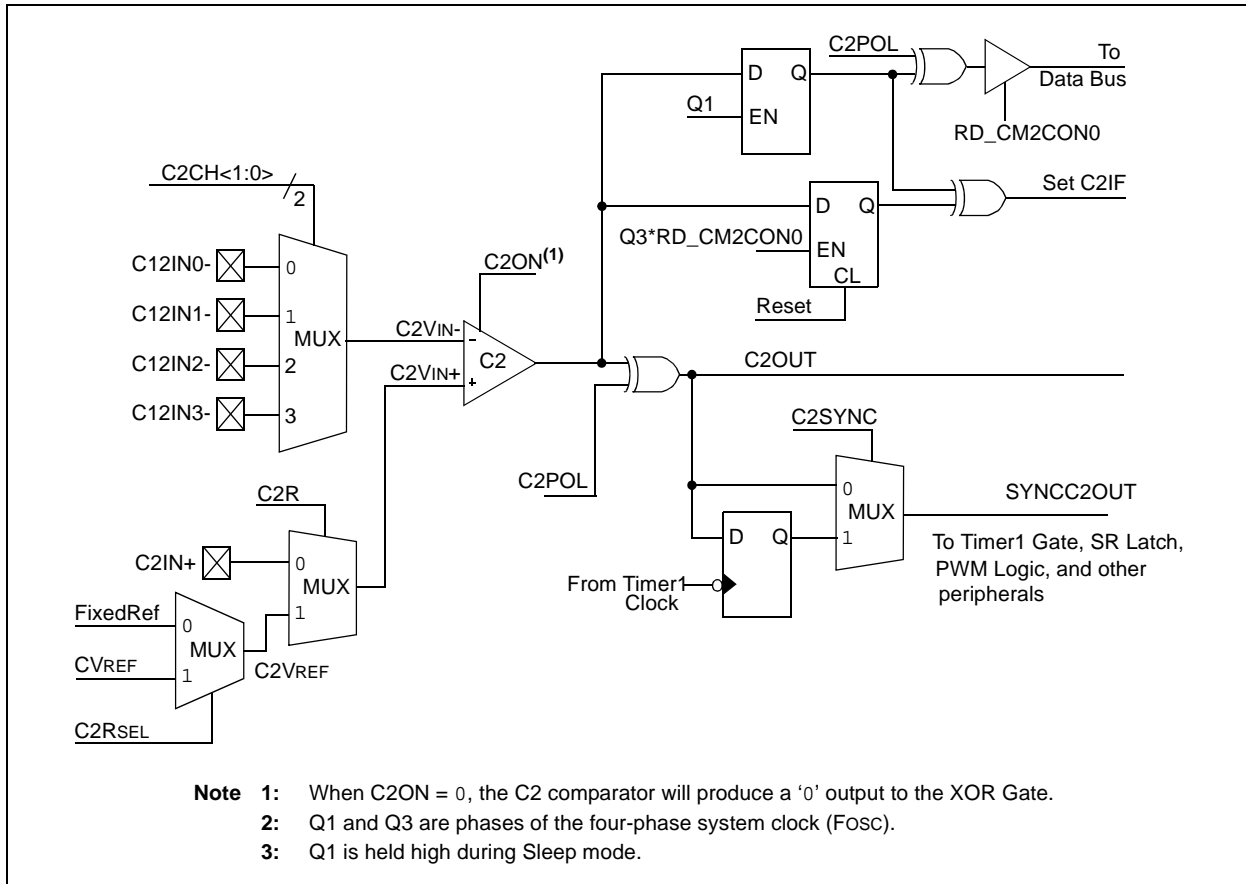 C2POL
D Q
To
Data Bus
Q1
EN
RD_CM2CON0
C2CH<1:0>
2
D Q
Set C2IF
Q3*RD_CM2CON0
EN
CL
Reset
C12IN0-
0
C12IN1-
1
MUX
C12IN2-
2
C12IN3-
3
C2ON(1)
C2VIN-
-
C2
C2VIN+
+
C2OUT
C2POL
C2SYNC
0
MUX
1
SYNCC2OUT
D Q
From Timer1
Clock
To Timer1 Gate, SR Latch,
PWM Logic, and other
peripherals
C2R
C2IN+
0
MUX
1
FixedRef
0
MUX
CVREF
1
C2VREF
C2RSEL
Note 1: When C2ON = 0, the C2 comparator will produce a ‘0’ output to the XOR Gate.
2: Q1 and Q3 are phases of the four-phase system clock (FOSC).
3: Q1 is held high during Sleep mode.